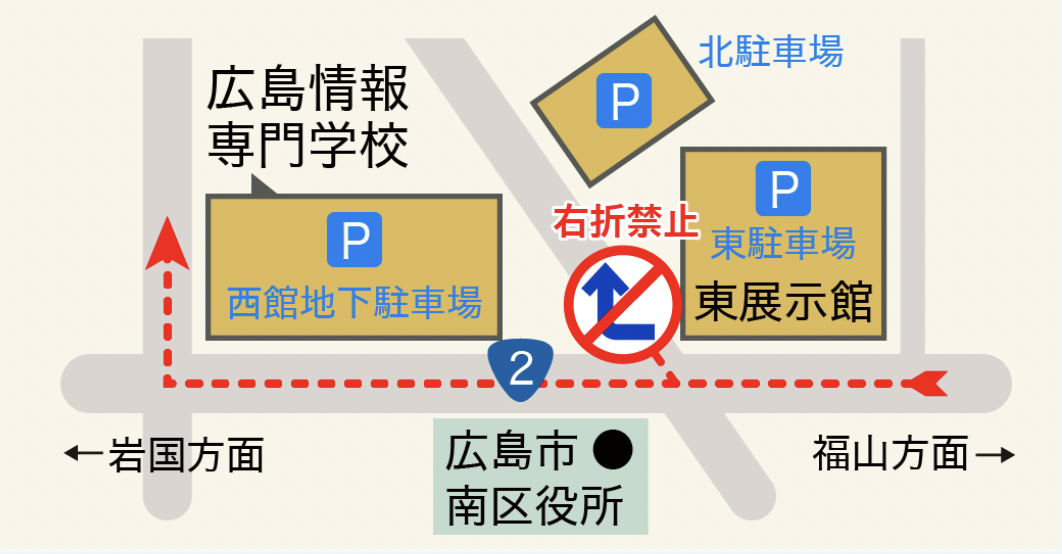 北駐車場
広島情報
専門学校
P
P
P
右折禁止
東駐車場
西館地下駐車場
東展示館
2
←岩国方面
広島市●
南区役所
福山方面→